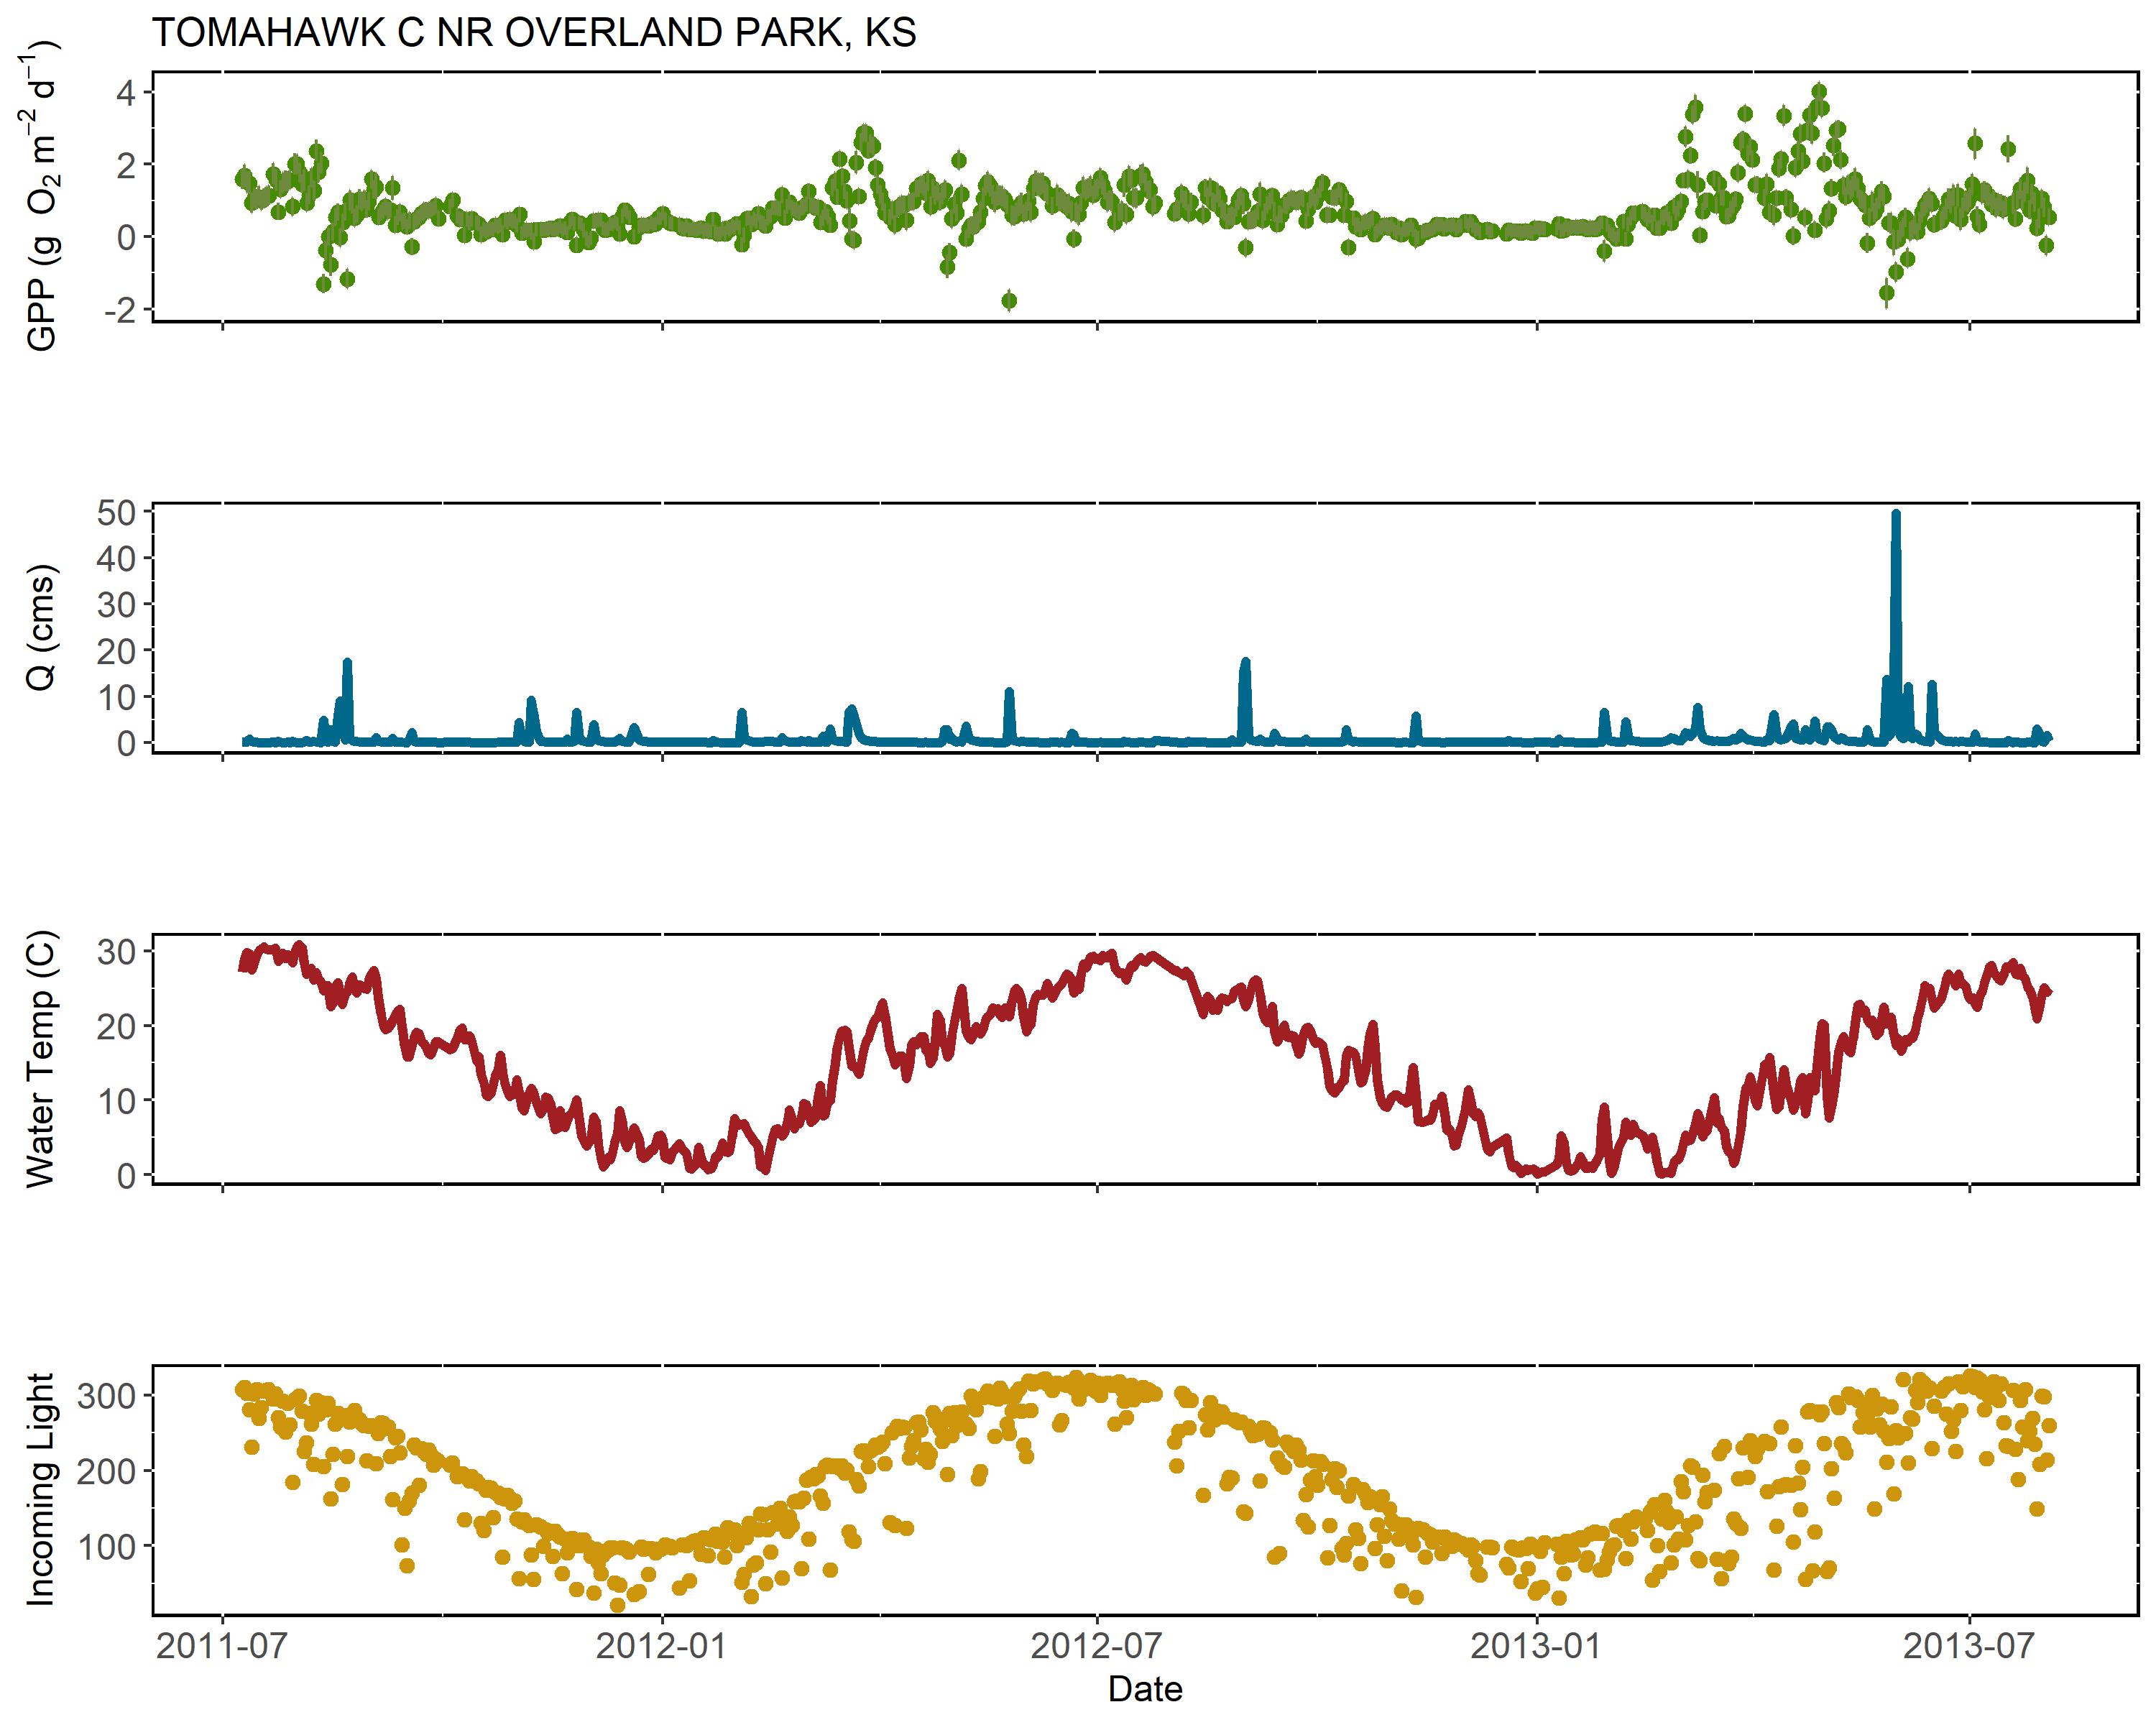 TOMAHAWK C NR OVERLAND PARK, KS
GPP (g O₂ m⁻² d⁻¹)
4
2
0
-2
Q (cms)
50
40
30
20
10
0
Water Temp (C)
30
20
10
0
Incoming Light
300
200
100
2011-07 2012-01 2012-07 2013-01 2013-07
Date